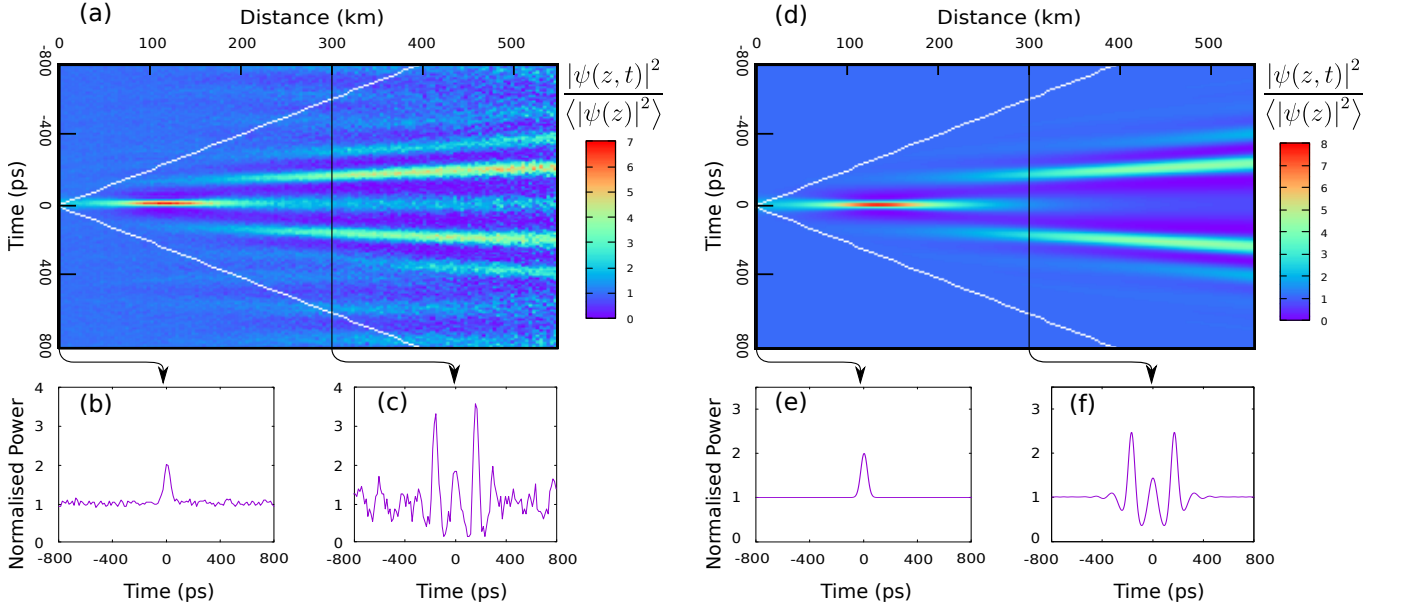 (a) Distance (km)
0 100 200 300 400 500
-800
-400
0
400
800
Time (ps)
|ψ(z, t)|²
⟨|ψ(z)|²⟩
7
6
5
4
3
2
1
0
(d) Distance (km)
0 100 200 300 400 500
-800
-400
0
400
800
Time (ps)
|ψ(z, t)|²
⟨|ψ(z)|²⟩
8
7
6
5
4
3
2
1
0
(b)
Normalised Power
4
3
2
1
0
-800 -400 0 400 800
Time (ps)
(c)
4
3
2
1
0
-800 -400 0 400 800
Time (ps)
(e)
Normalised Power
3
2
1
0
-800 -400 0 400 800
Time (ps)
(f)
3
2
1
0
-800 -400 0 400 800
Time (ps)